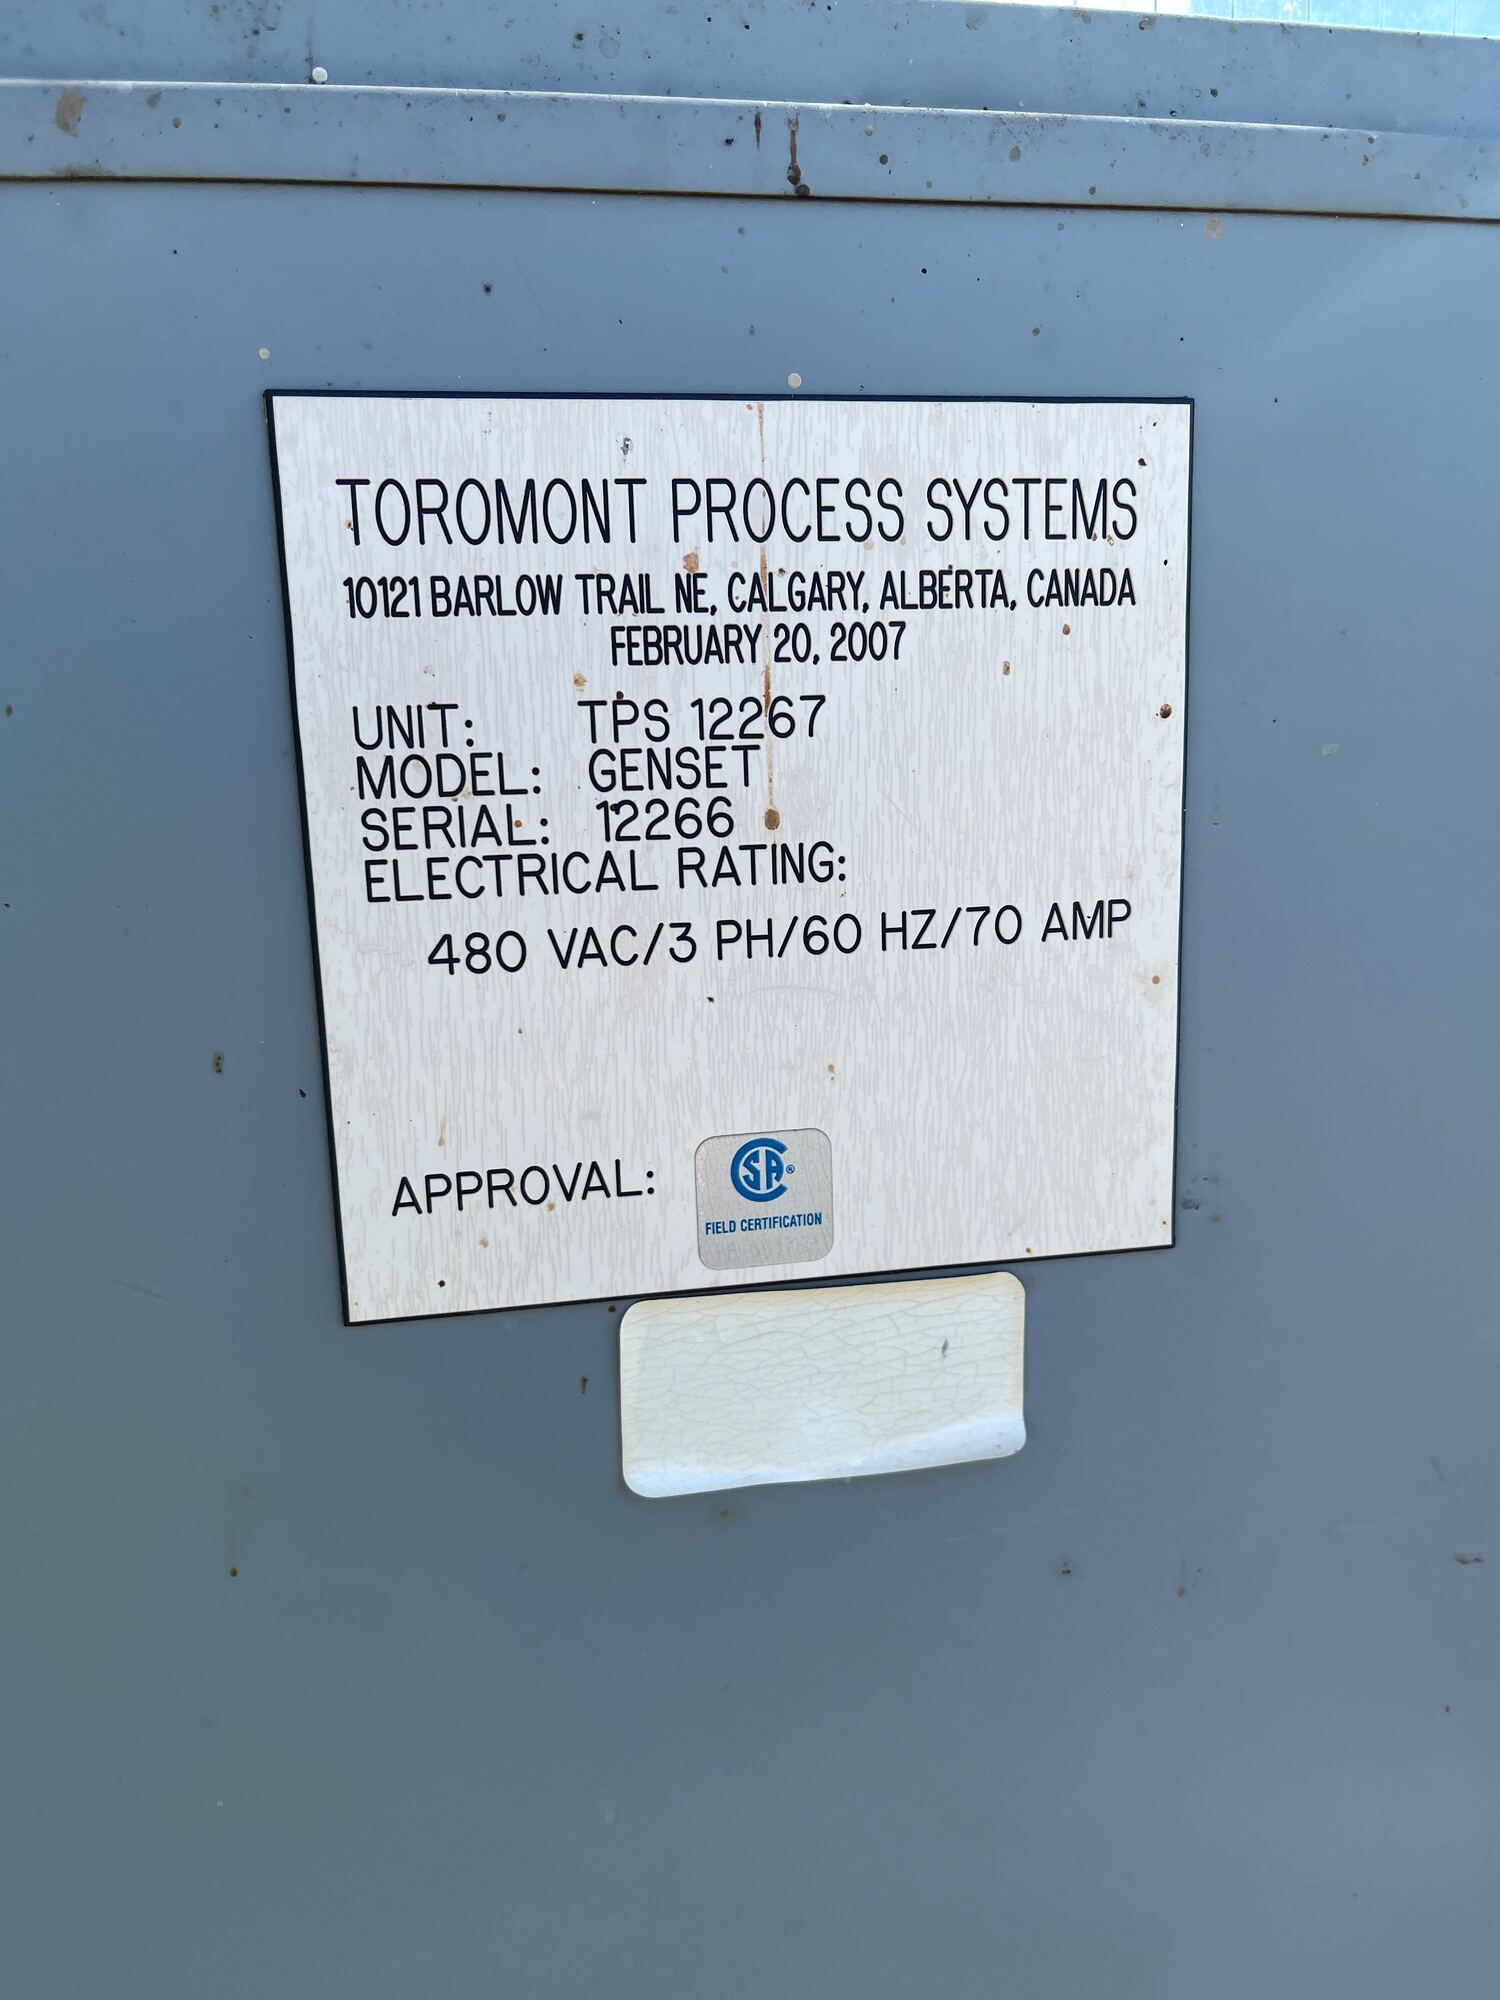 TOROMONT PROCESS SYSTEMS
10121 BARLOW TRAIL NE, CALGARY, ALBERTA, CANADA
FEBRUARY 20, 2007
UNIT: TPS 12267
MODEL: GENSET
SERIAL: 12266
ELECTRICAL RATING:
480 VAC/3 PH/60 HZ/70 AMP
APPROVAL:
CSA®
FIELD CERTIFICATION